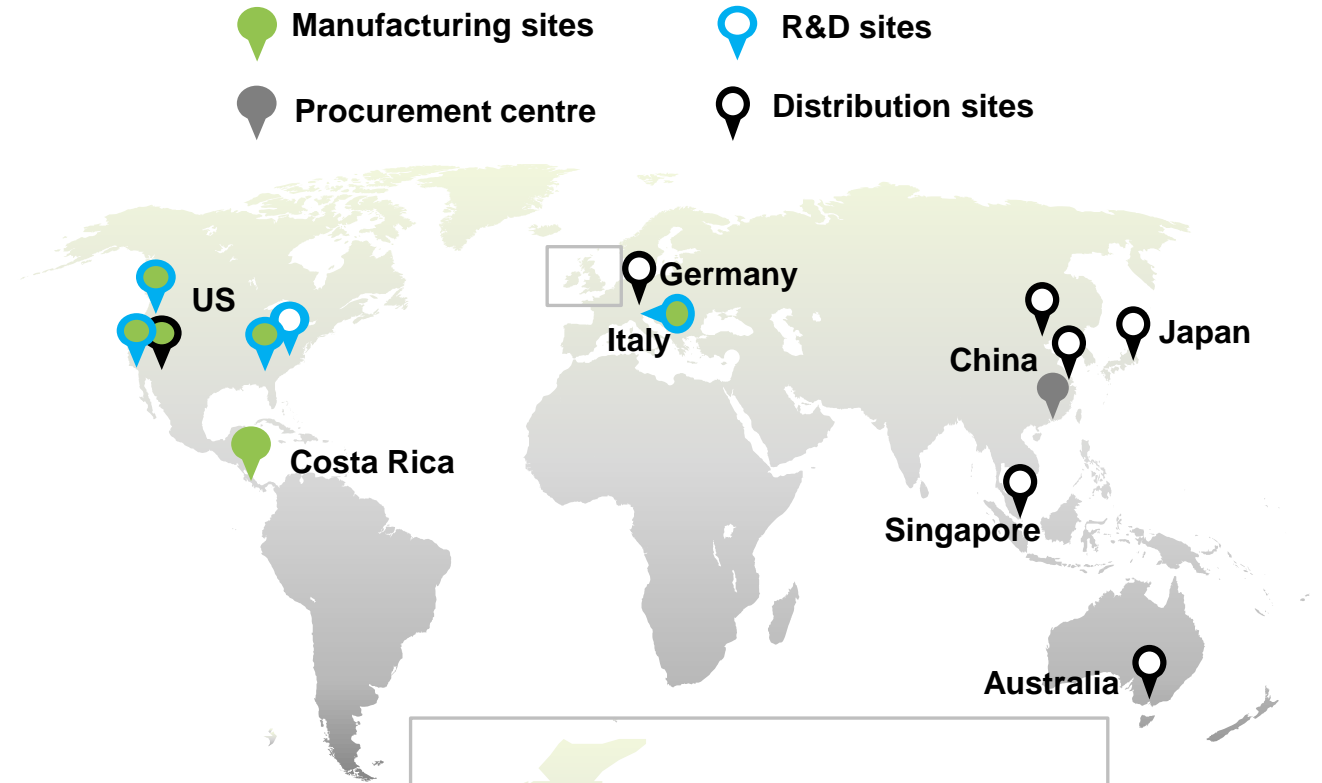 Manufacturing sites
R&D sites
Procurement centre
Distribution sites
US
Germany
Italy
Japan
China
Costa Rica
Singapore
Australia